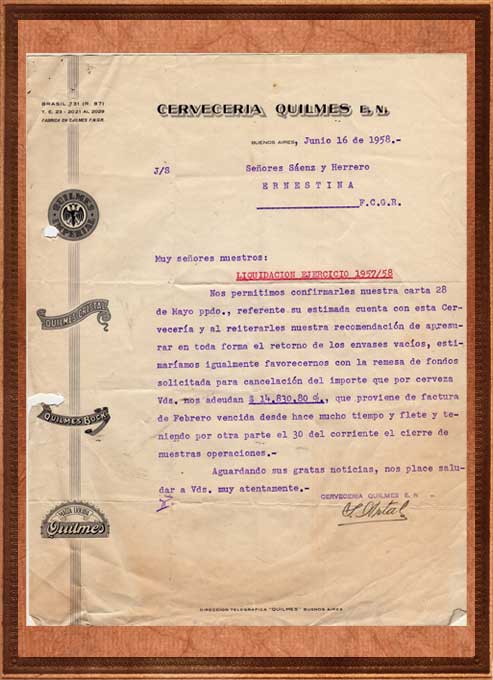 BRASIL 731 (R. 87)
T. E. 23 - 2021 AL 2029
FABRICA EN QUILMES F.N.G.R.
CERVECERIA QUILMES E. N.
BUENOS AIRES, Junio 16 de 1958.-
J/S
Señores Sáenz y Herrero
ERNESTINA
F.C.G.R.
QUILMES
IMPERIAL
Muy señores nuestros:
LIQUIDACION EJERCICIO 1957/58
Nos permitimos confirmarles nuestra carta 28
de Mayo ppdo., referente su estimada cuenta con esta Cer-
vecería y al reiterarles nuestra recomendación de apresu-
rar en toda forma el retorno de los envases vacíos, esti-
maríamos igualmente favorecernos con la remesa de fondos
solicitada para cancelación del importe que por cerveza
Vds. nos adeudan $ 14.830.80 %, que proviene de factura
de Febrero vencida desde hace mucho tiempo y flete y te-
niendo por otra parte el 30 del corriente el cierre de
nuestras operaciones.-
Aguardando sus gratas noticias, nos place salu-
dar a Vds. muy atentamente.-
QUILMES CRISTAL
QUILMES BOCK
MALTA LIQUIDA
Quilmes
CERVECERIA QUILMES E. N.
DIRECCION TELEGRAFICA "QUILMES" BUENOS AIRES